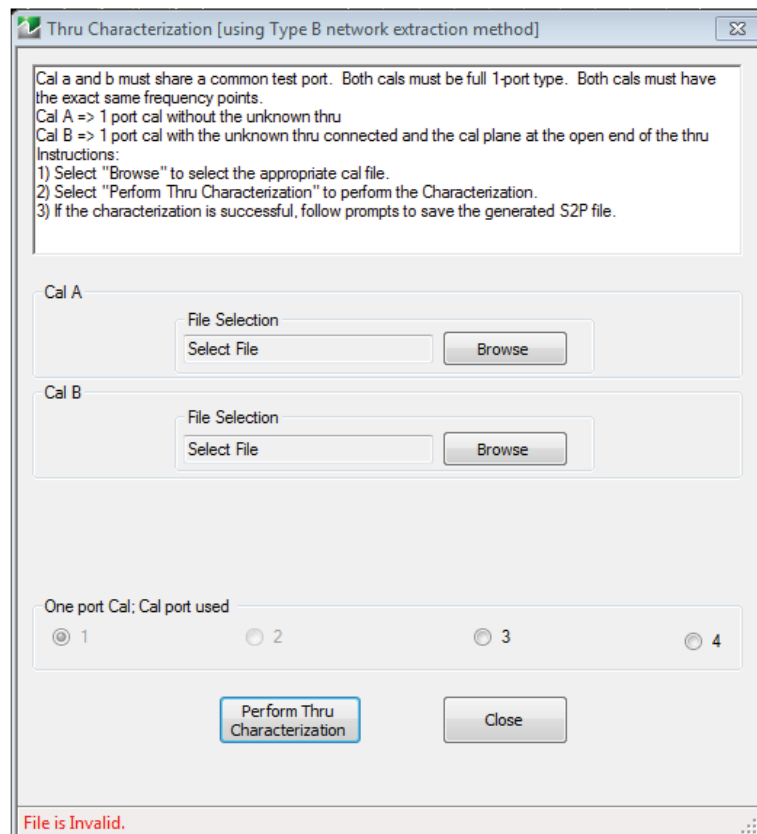 Thru Characterization [using Type B network extraction method]
Cal a and b must share a common test port.  Both cals must be full 1-port type.  Both cals must have
the exact same frequency points.
Cal A => 1 port cal without the unknown thru
Cal B => 1 port cal with the unknown thru connected and the cal plane at the open end of the thru
Instructions:
1) Select "Browse" to select the appropriate cal file.
2) Select "Perform Thru Characterization" to perform the Characterization.
3) If the characterization is successful, follow prompts to save the generated S2P file.
Cal A
File Selection
Select File
Browse
Cal B
File Selection
Select File
Browse
One port Cal; Cal port used
1 2 3 4
Perform Thru
Characterization
Close
File is Invalid.